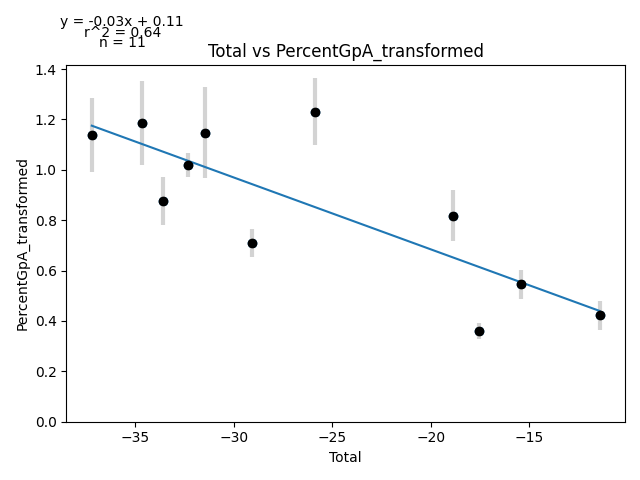 y = -0.03x + 0.11
r^2 = 0.64
n = 11
Total vs PercentGpA_transformed
PercentGpA_transformed
1.4
1.2
1.0
0.8
0.6
0.4
0.2
0.0
−35
−30
−25
−20
−15
Total